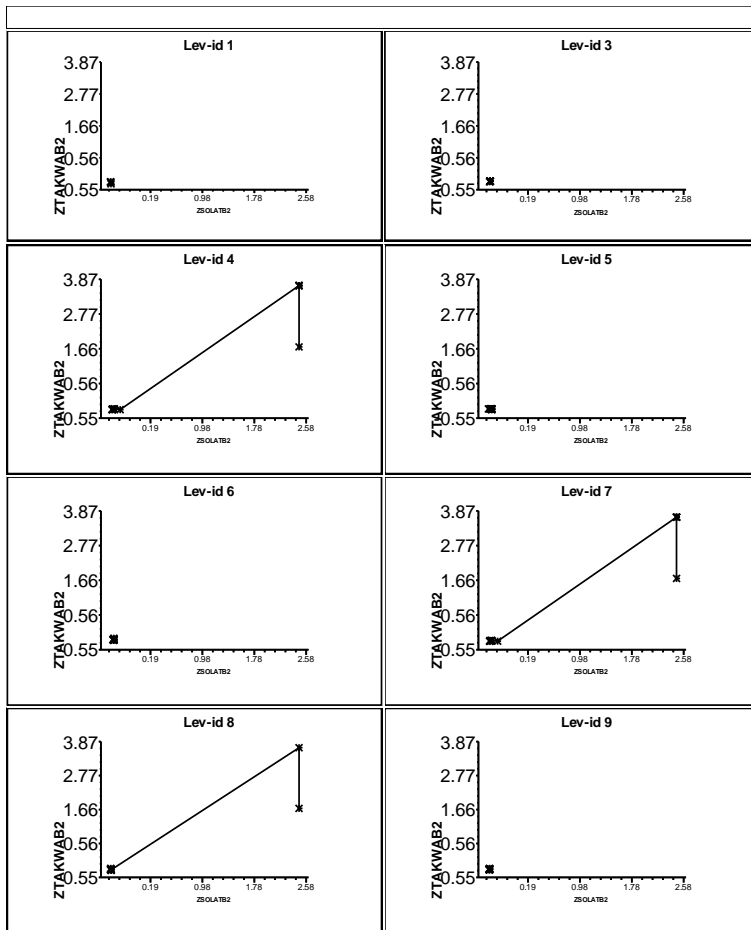 Lev-id 1
3.87
2.77
1.66
0.56
0.55
ZTAKWAB2
0.19 0.98 1.78 2.58
ZSOLATB2
Lev-id 3
3.87
2.77
1.66
0.56
0.55
ZTAKWAB2
0.19 0.98 1.78 2.58
ZSOLATB2
Lev-id 4
3.87
2.77
1.66
0.56
0.55
ZTAKWAB2
0.19 0.98 1.78 2.58
ZSOLATB2
Lev-id 5
3.87
2.77
1.66
0.56
0.55
ZTAKWAB2
0.19 0.98 1.78 2.58
ZSOLATB2
Lev-id 6
3.87
2.77
1.66
0.56
0.55
ZTAKWAB2
0.19 0.98 1.78 2.58
ZSOLATB2
Lev-id 7
3.87
2.77
1.66
0.56
0.55
ZTAKWAB2
0.19 0.98 1.78 2.58
ZSOLATB2
Lev-id 8
3.87
2.77
1.66
0.56
0.55
ZTAKWAB2
0.19 0.98 1.78 2.58
ZSOLATB2
Lev-id 9
3.87
2.77
1.66
0.56
0.55
ZTAKWAB2
0.19 0.98 1.78 2.58
ZSOLATB2